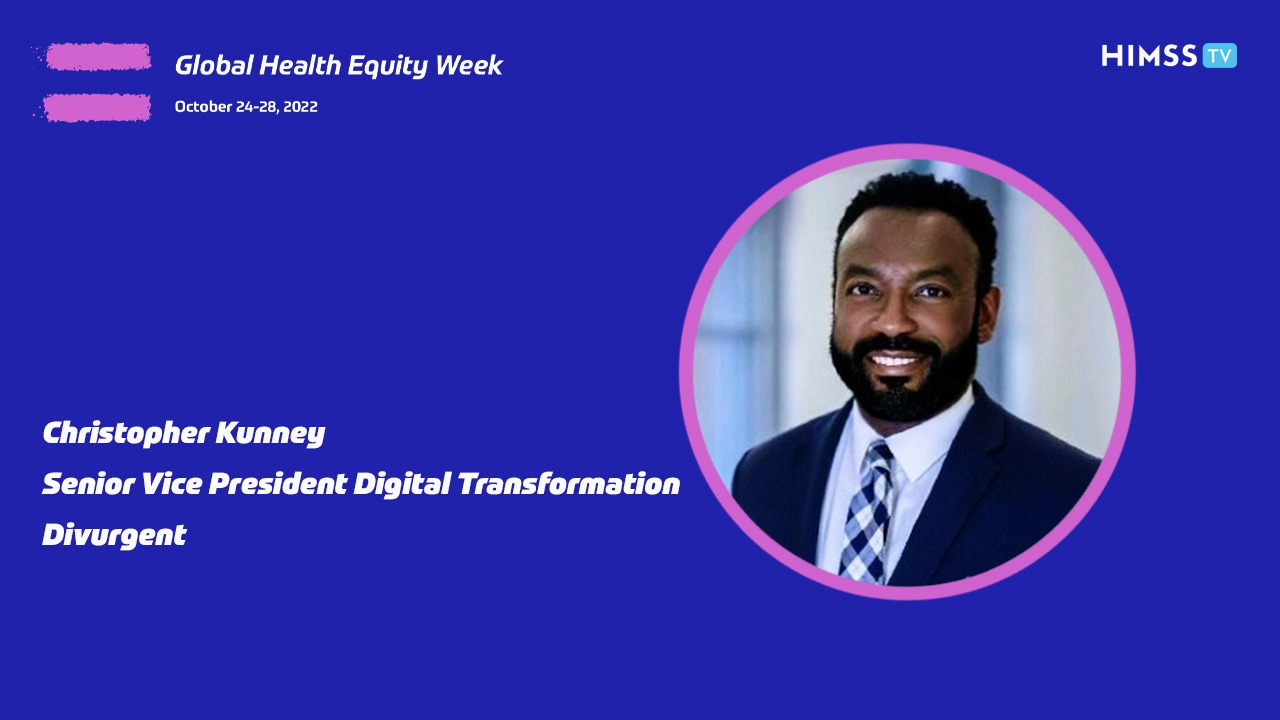 Global Health Equity Week
October 24-28, 2022
HIMSS TV
Christopher Kunney
Senior Vice President Digital Transformation
Divurgent